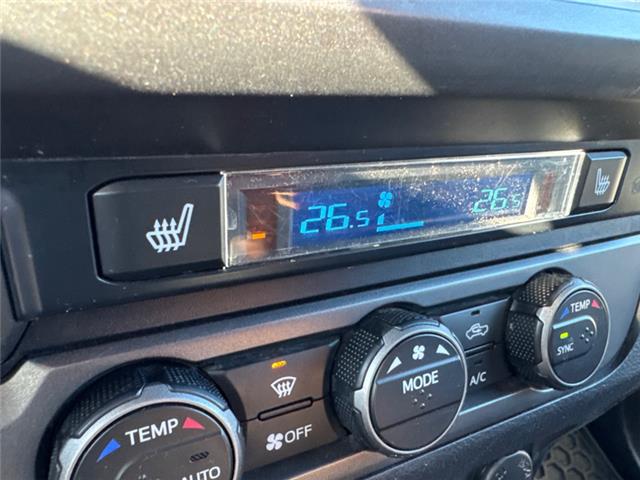 26.5 26.5
TEMP
AUTO
OFF
MODE
A/C
TEMP
SYNC